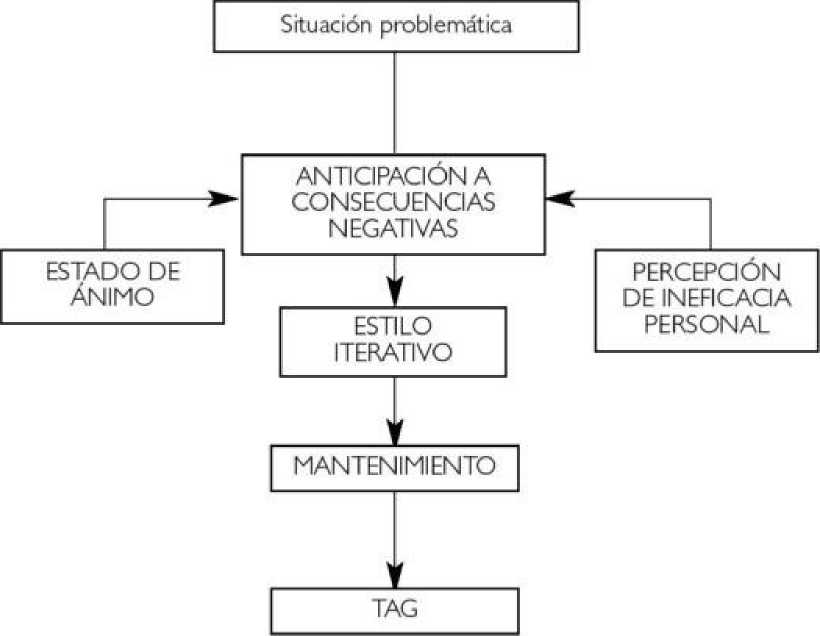 Situación problemática
ANTICIPACIÓN A
CONSECUENCIAS
NEGATIVAS
ESTADO DE
ÁNIMO
PERCEPCIÓN
DE INEFICACIA
PERSONAL
ESTILO
ITERATIVO
MANTENIMIENTO
TAG